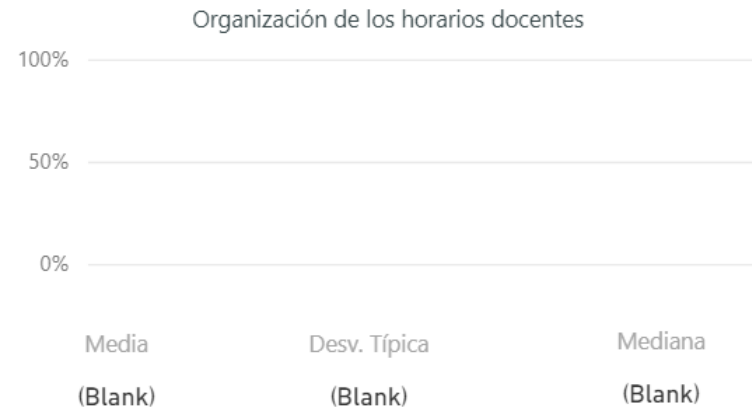 Organización de los horarios docentes
100%
50%
0%
Media Desv. Típica Mediana
(Blank) (Blank) (Blank)